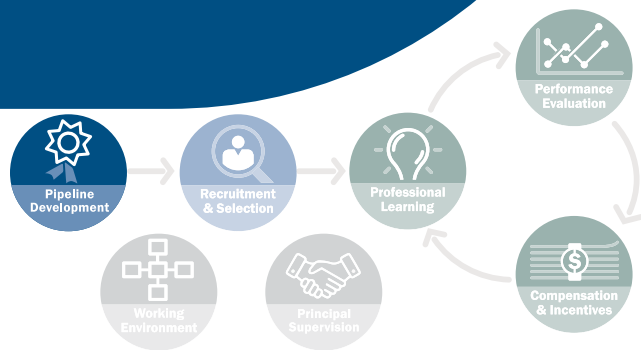 Performance
Evaluation
Pipeline
Development
Recruitment
& Selection
Professional
Learning
Compensation
& Incentives
Working
Environment
Principal
Supervision
$